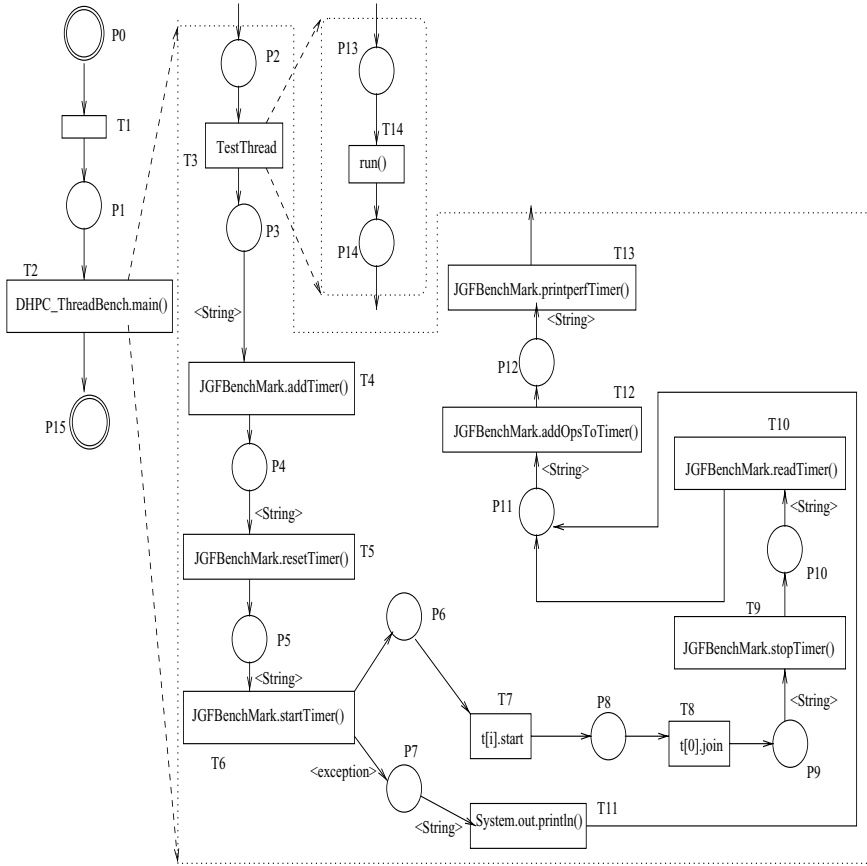 P0
T1
P1
T2
DHPC_ThreadBench.main()
P15
P2
TestThread
T3
P3
<String>
JGFBenchMark.addTimer()
T4
P4
<String>
JGFBenchMark.resetTimer()
T5
P5
<String>
JGFBenchMark.startTimer()
T6
P13
T14
run()
P14
P6
T7
t[i].start
P8
T8
t[0].join
P9
<exception>
P7
<String>
System.out.println()
T11
<String>
T9
JGFBenchMark.stopTimer()
P10
<String>
T10
JGFBenchMark.readTimer()
P11
<String>
T12
JGFBenchMark.addOpsToTimer()
P12
<String>
T13
JGFBenchMark.printperfTimer()